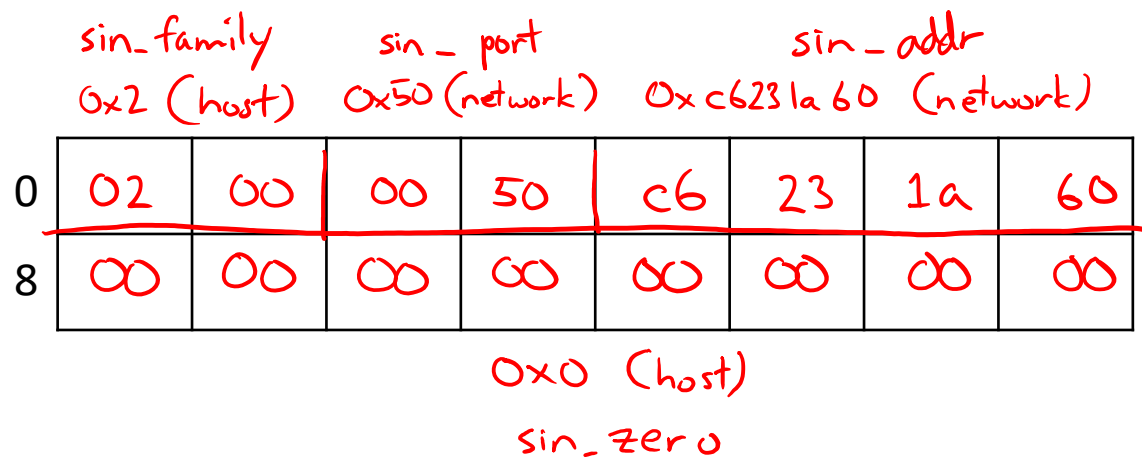 sin_family sin_port sin_addr
0x2 (host) 0x50 (network) 0xc6231a60 (network)
0 02 00 00 50 c6 23 1a 60
8 00 00 00 00 00 00 00 00
0x0 (host)
sin_zero